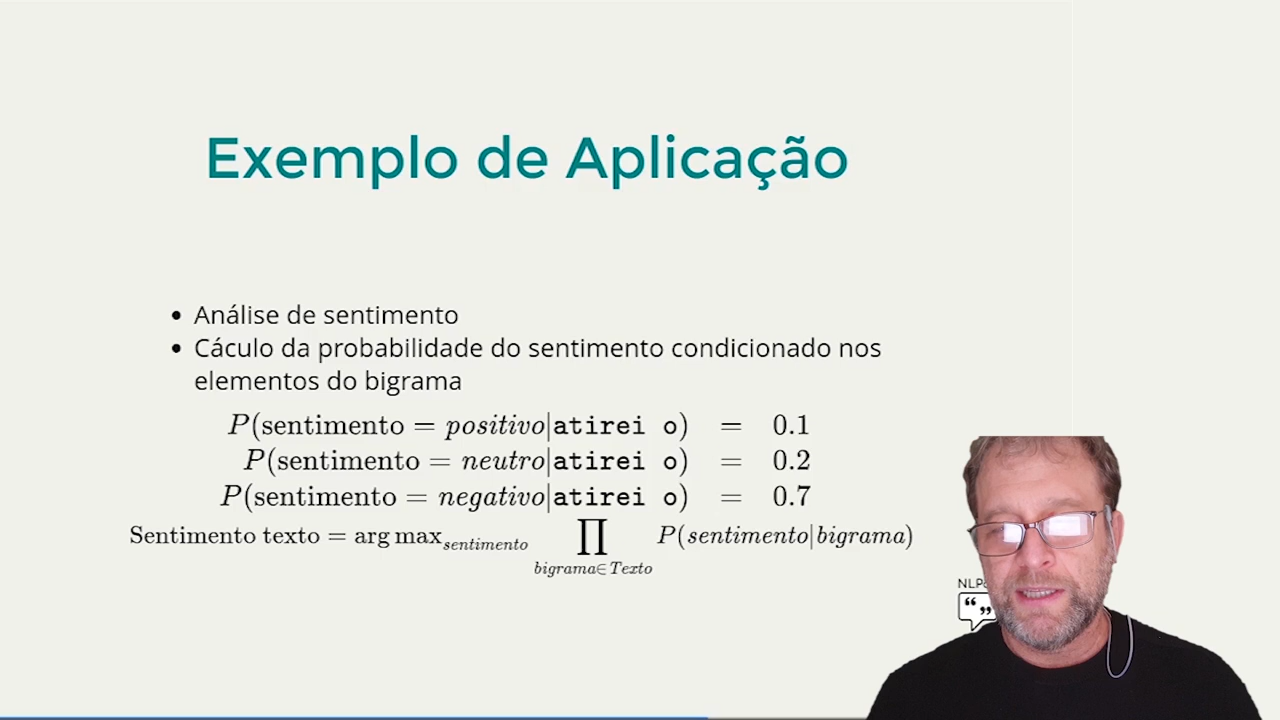 Exemplo de Aplicação
• Análise de sentimento
• Cáculo da probabilidade do sentimento condicionado nos
elementos do bigrama
P(sentimento = positivo|atirei o) = 0.1
P(sentimento = neutro|atirei o) = 0.2
P(sentimento = negativo|atirei o) = 0.7
Sentimento texto = arg max_sentimento ∏_bigrama∈Texto P(sentimento|bigrama)